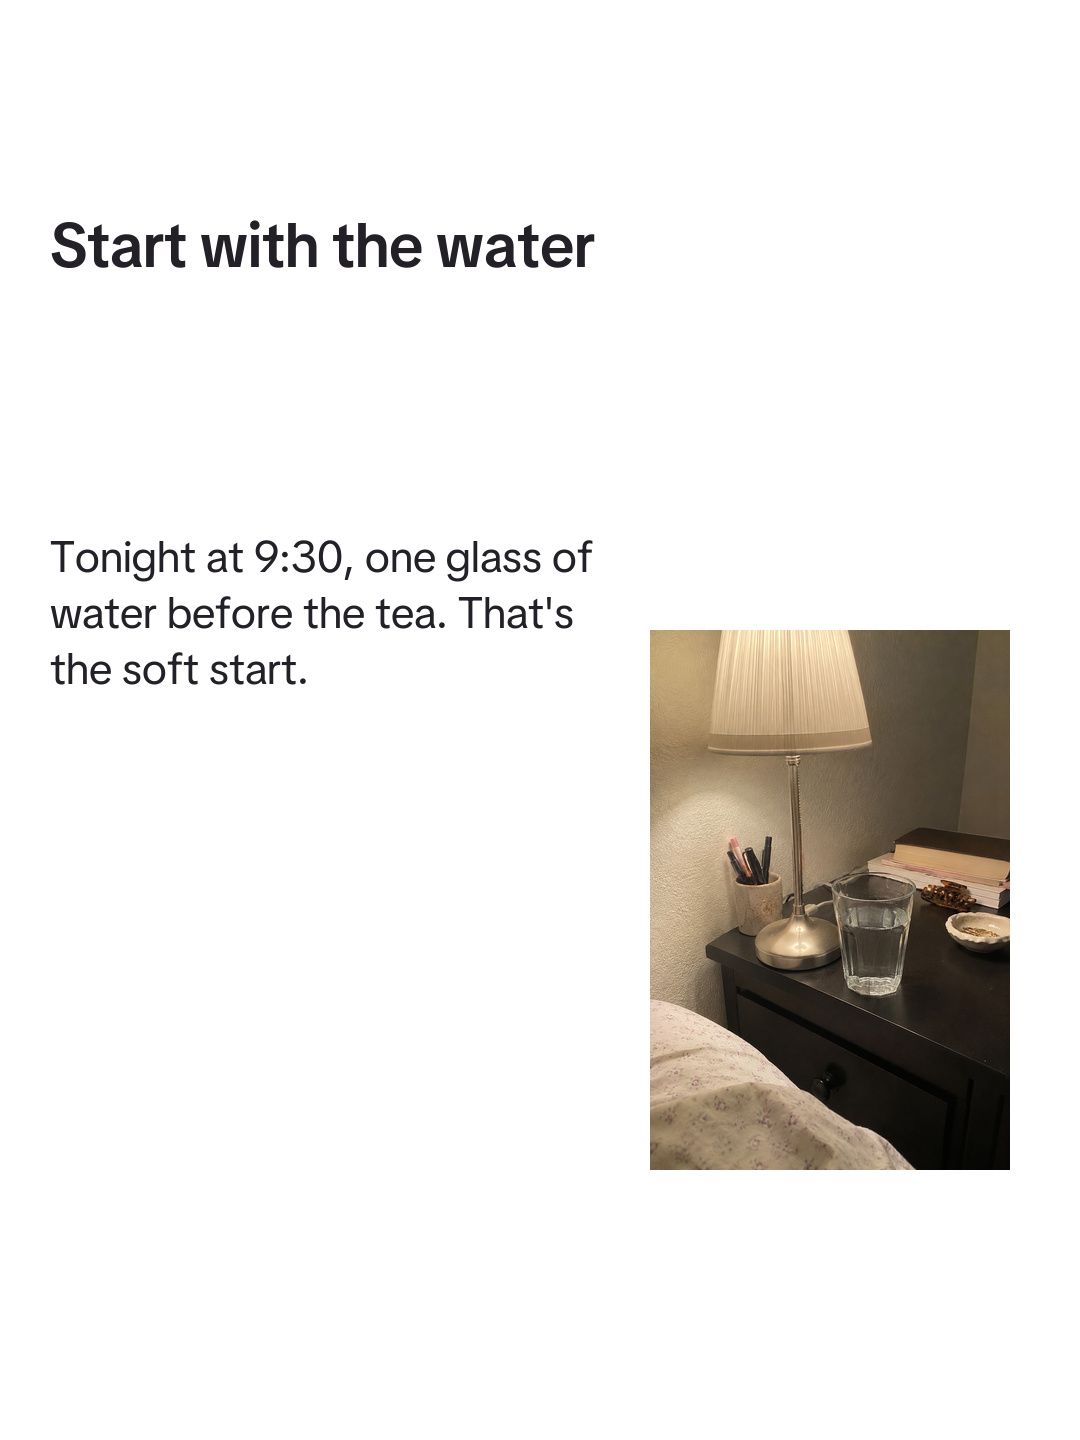 Start with the water
Tonight at 9:30, one glass of
water before the tea. That's
the soft start.